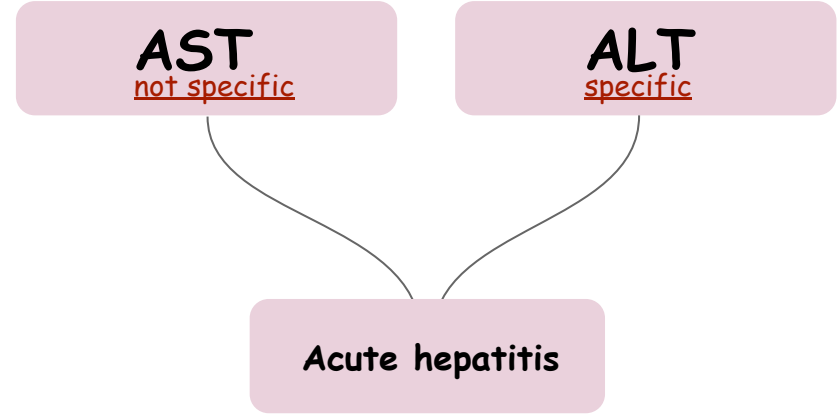 AST
not specific
ALT
specific
Acute hepatitis